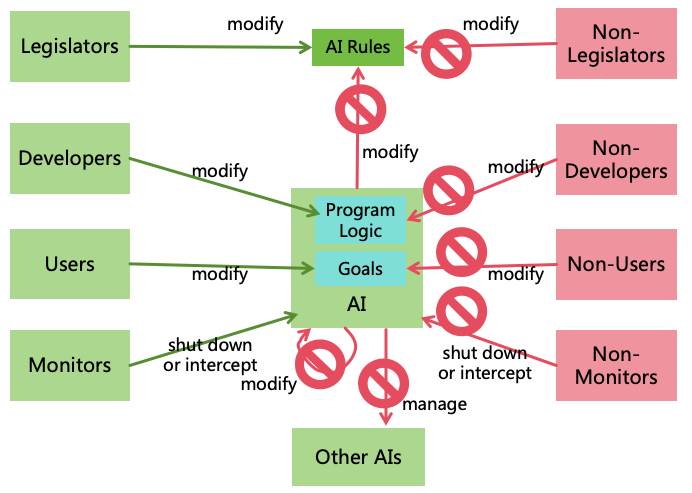 Legislators
modify
AI Rules
modify
Non-
Legislators
modify
Developers
modify
Program
Logic
modify
Non-
Developers
Users
modify
Goals
modify
Non-Users
AI
Monitors
shut down
or intercept
modify
shut down
or intercept
Non-
Monitors
manage
Other AIs